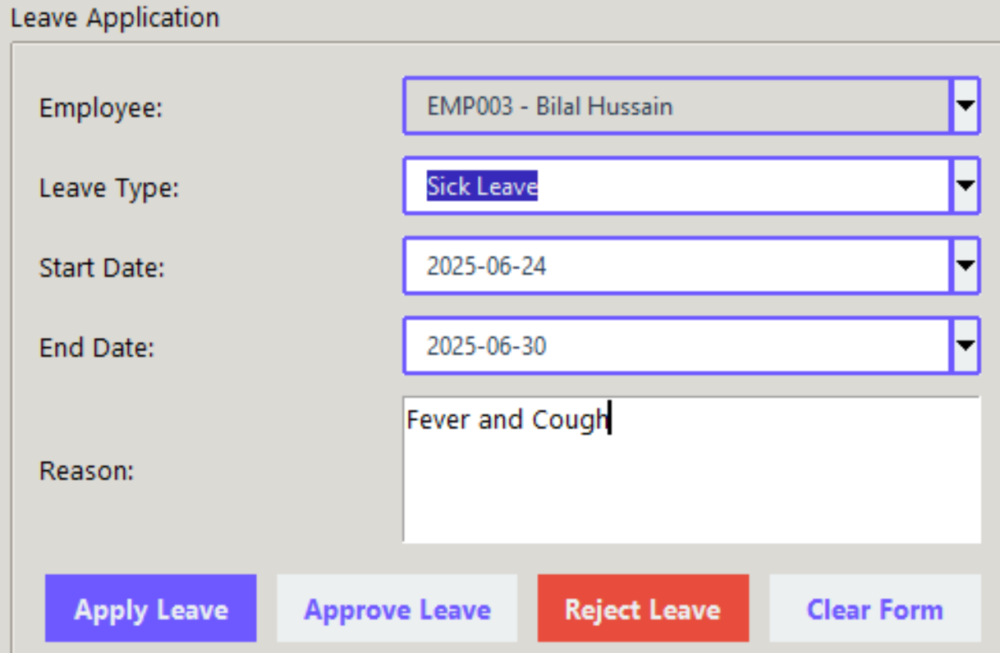 Leave Application
Employee: EMP003 - Bilal Hussain
Leave Type: Sick Leave
Start Date: 2025-06-24
End Date: 2025-06-30
Reason: Fever and Cough
Apply Leave Approve Leave Reject Leave Clear Form